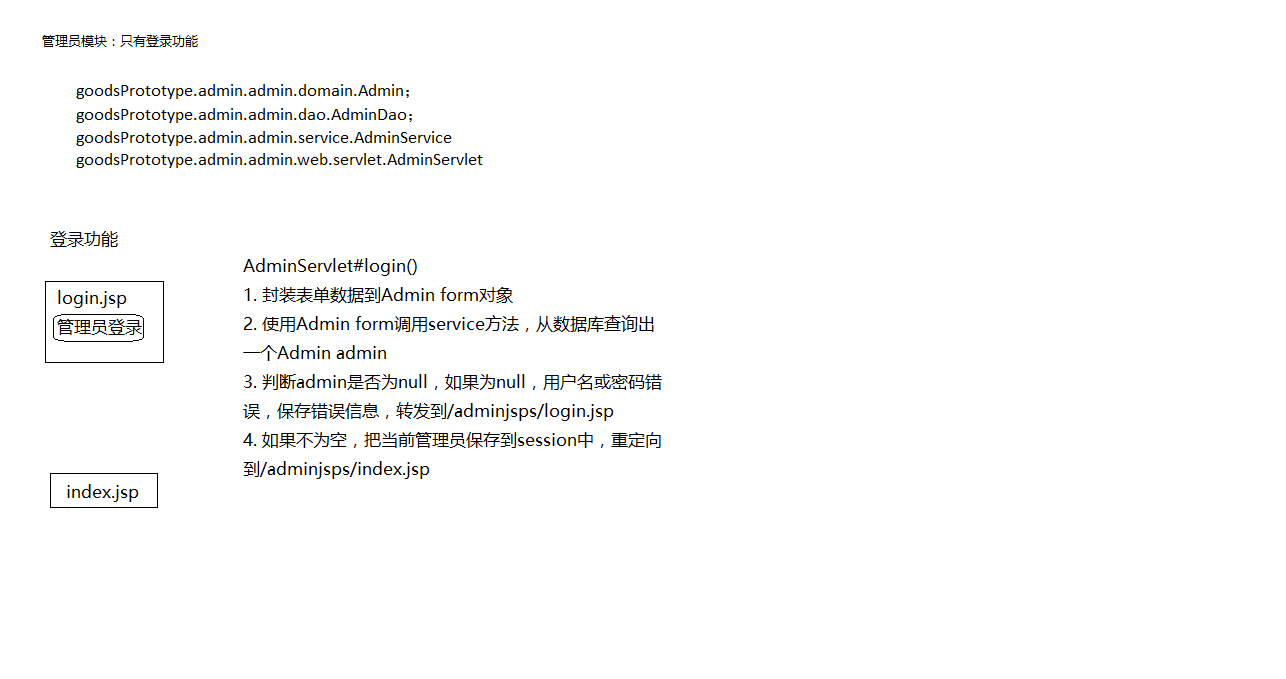 管理员模块：只有登录功能
goodsPrototype.admin.admin.domain.Admin；
goodsPrototype.admin.admin.dao.AdminDao；
goodsPrototype.admin.admin.service.AdminService
goodsPrototype.admin.admin.web.servlet.AdminServlet
登录功能
login.jsp
管理员登录
AdminServlet#login()
1. 封装表单数据到Admin form对象
2. 使用Admin form调用service方法，从数据库查询出
一个Admin admin
3. 判断admin是否为null，如果为null，用户名或密码错
误，保存错误信息，转发到/adminjsps/login.jsp
4. 如果不为空，把当前管理员保存到session中，重定向
到/adminjsps/index.jsp
index.jsp